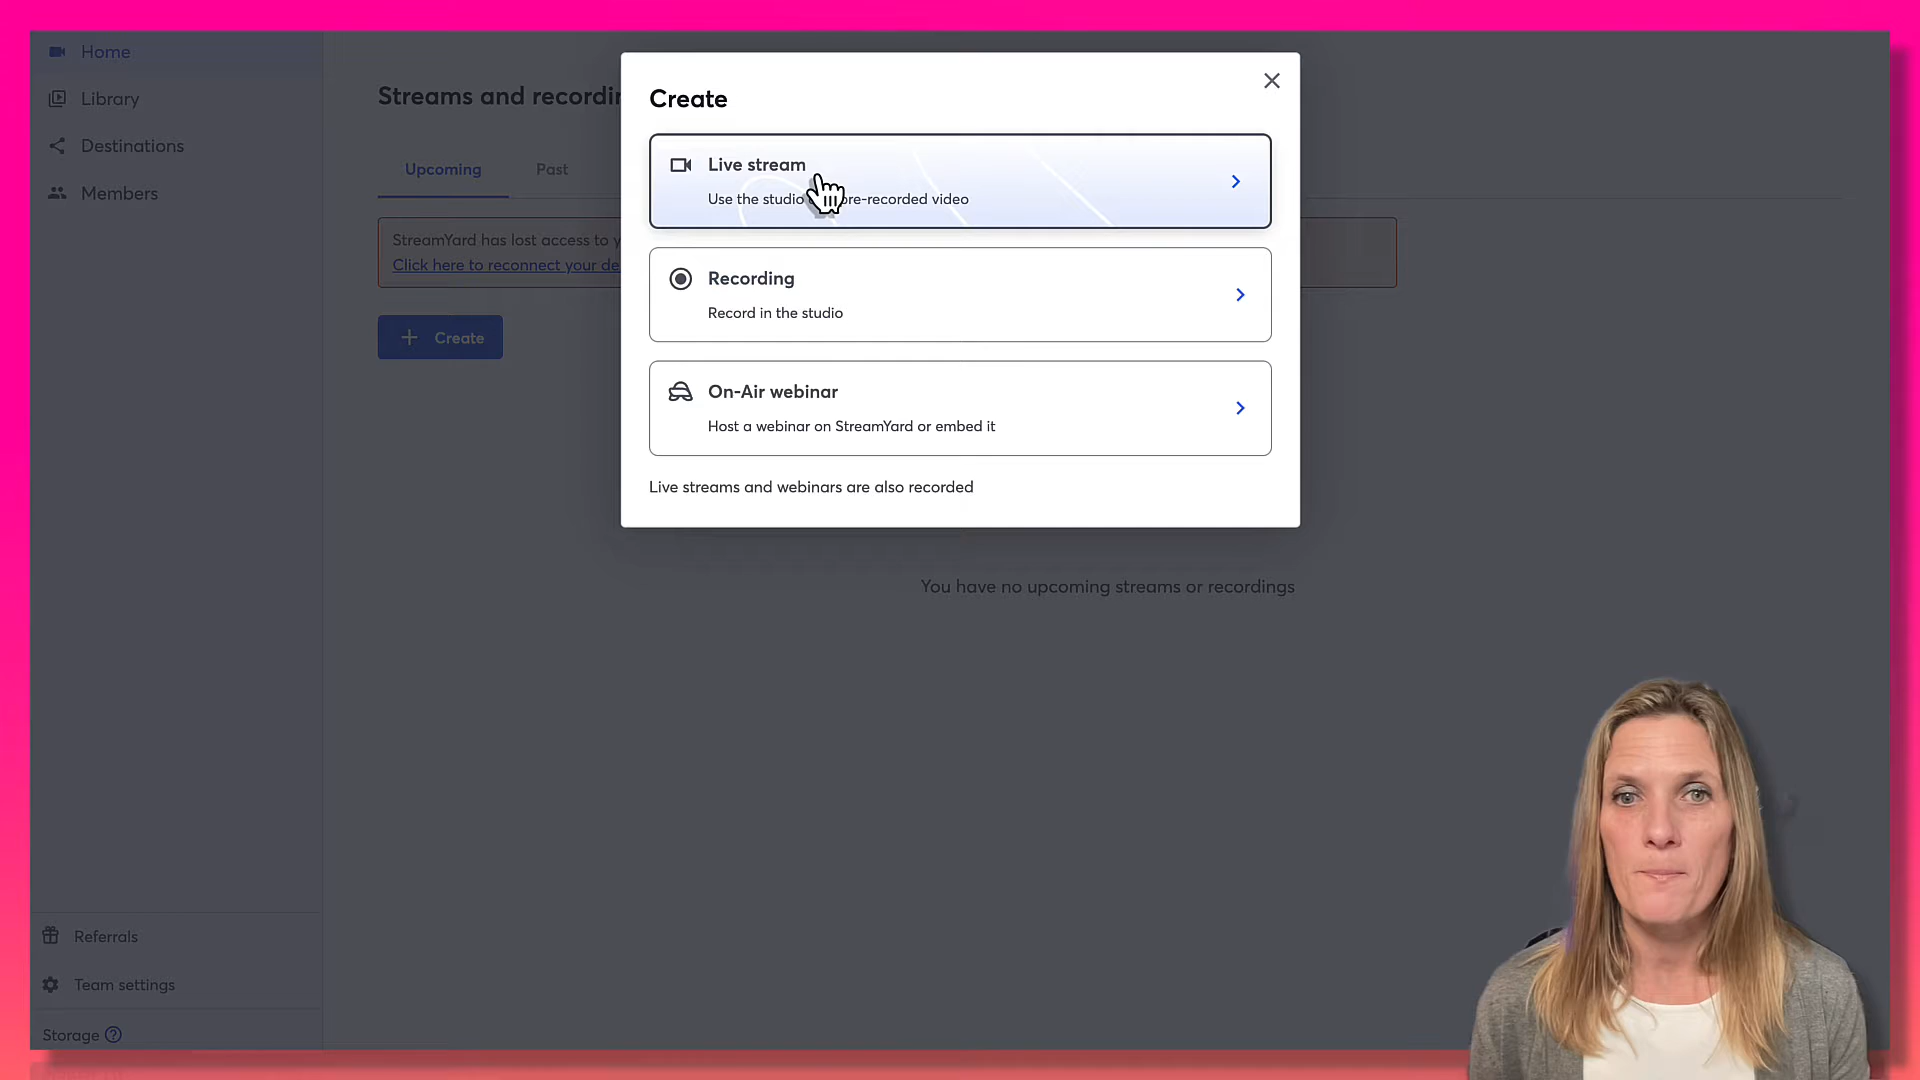 Home
Library
Destinations
Members
Streams and recordin
Upcoming
Past
StreamYard has lost access to y
Click here to reconnect your de
Create
Create
Live stream
Use the studio pre-recorded video
Recording
Record in the studio
On-Air webinar
Host a webinar on StreamYard or embed it
Live streams and webinars are also recorded
You have no upcoming streams or recordings
Referrals
Team settings
Storage